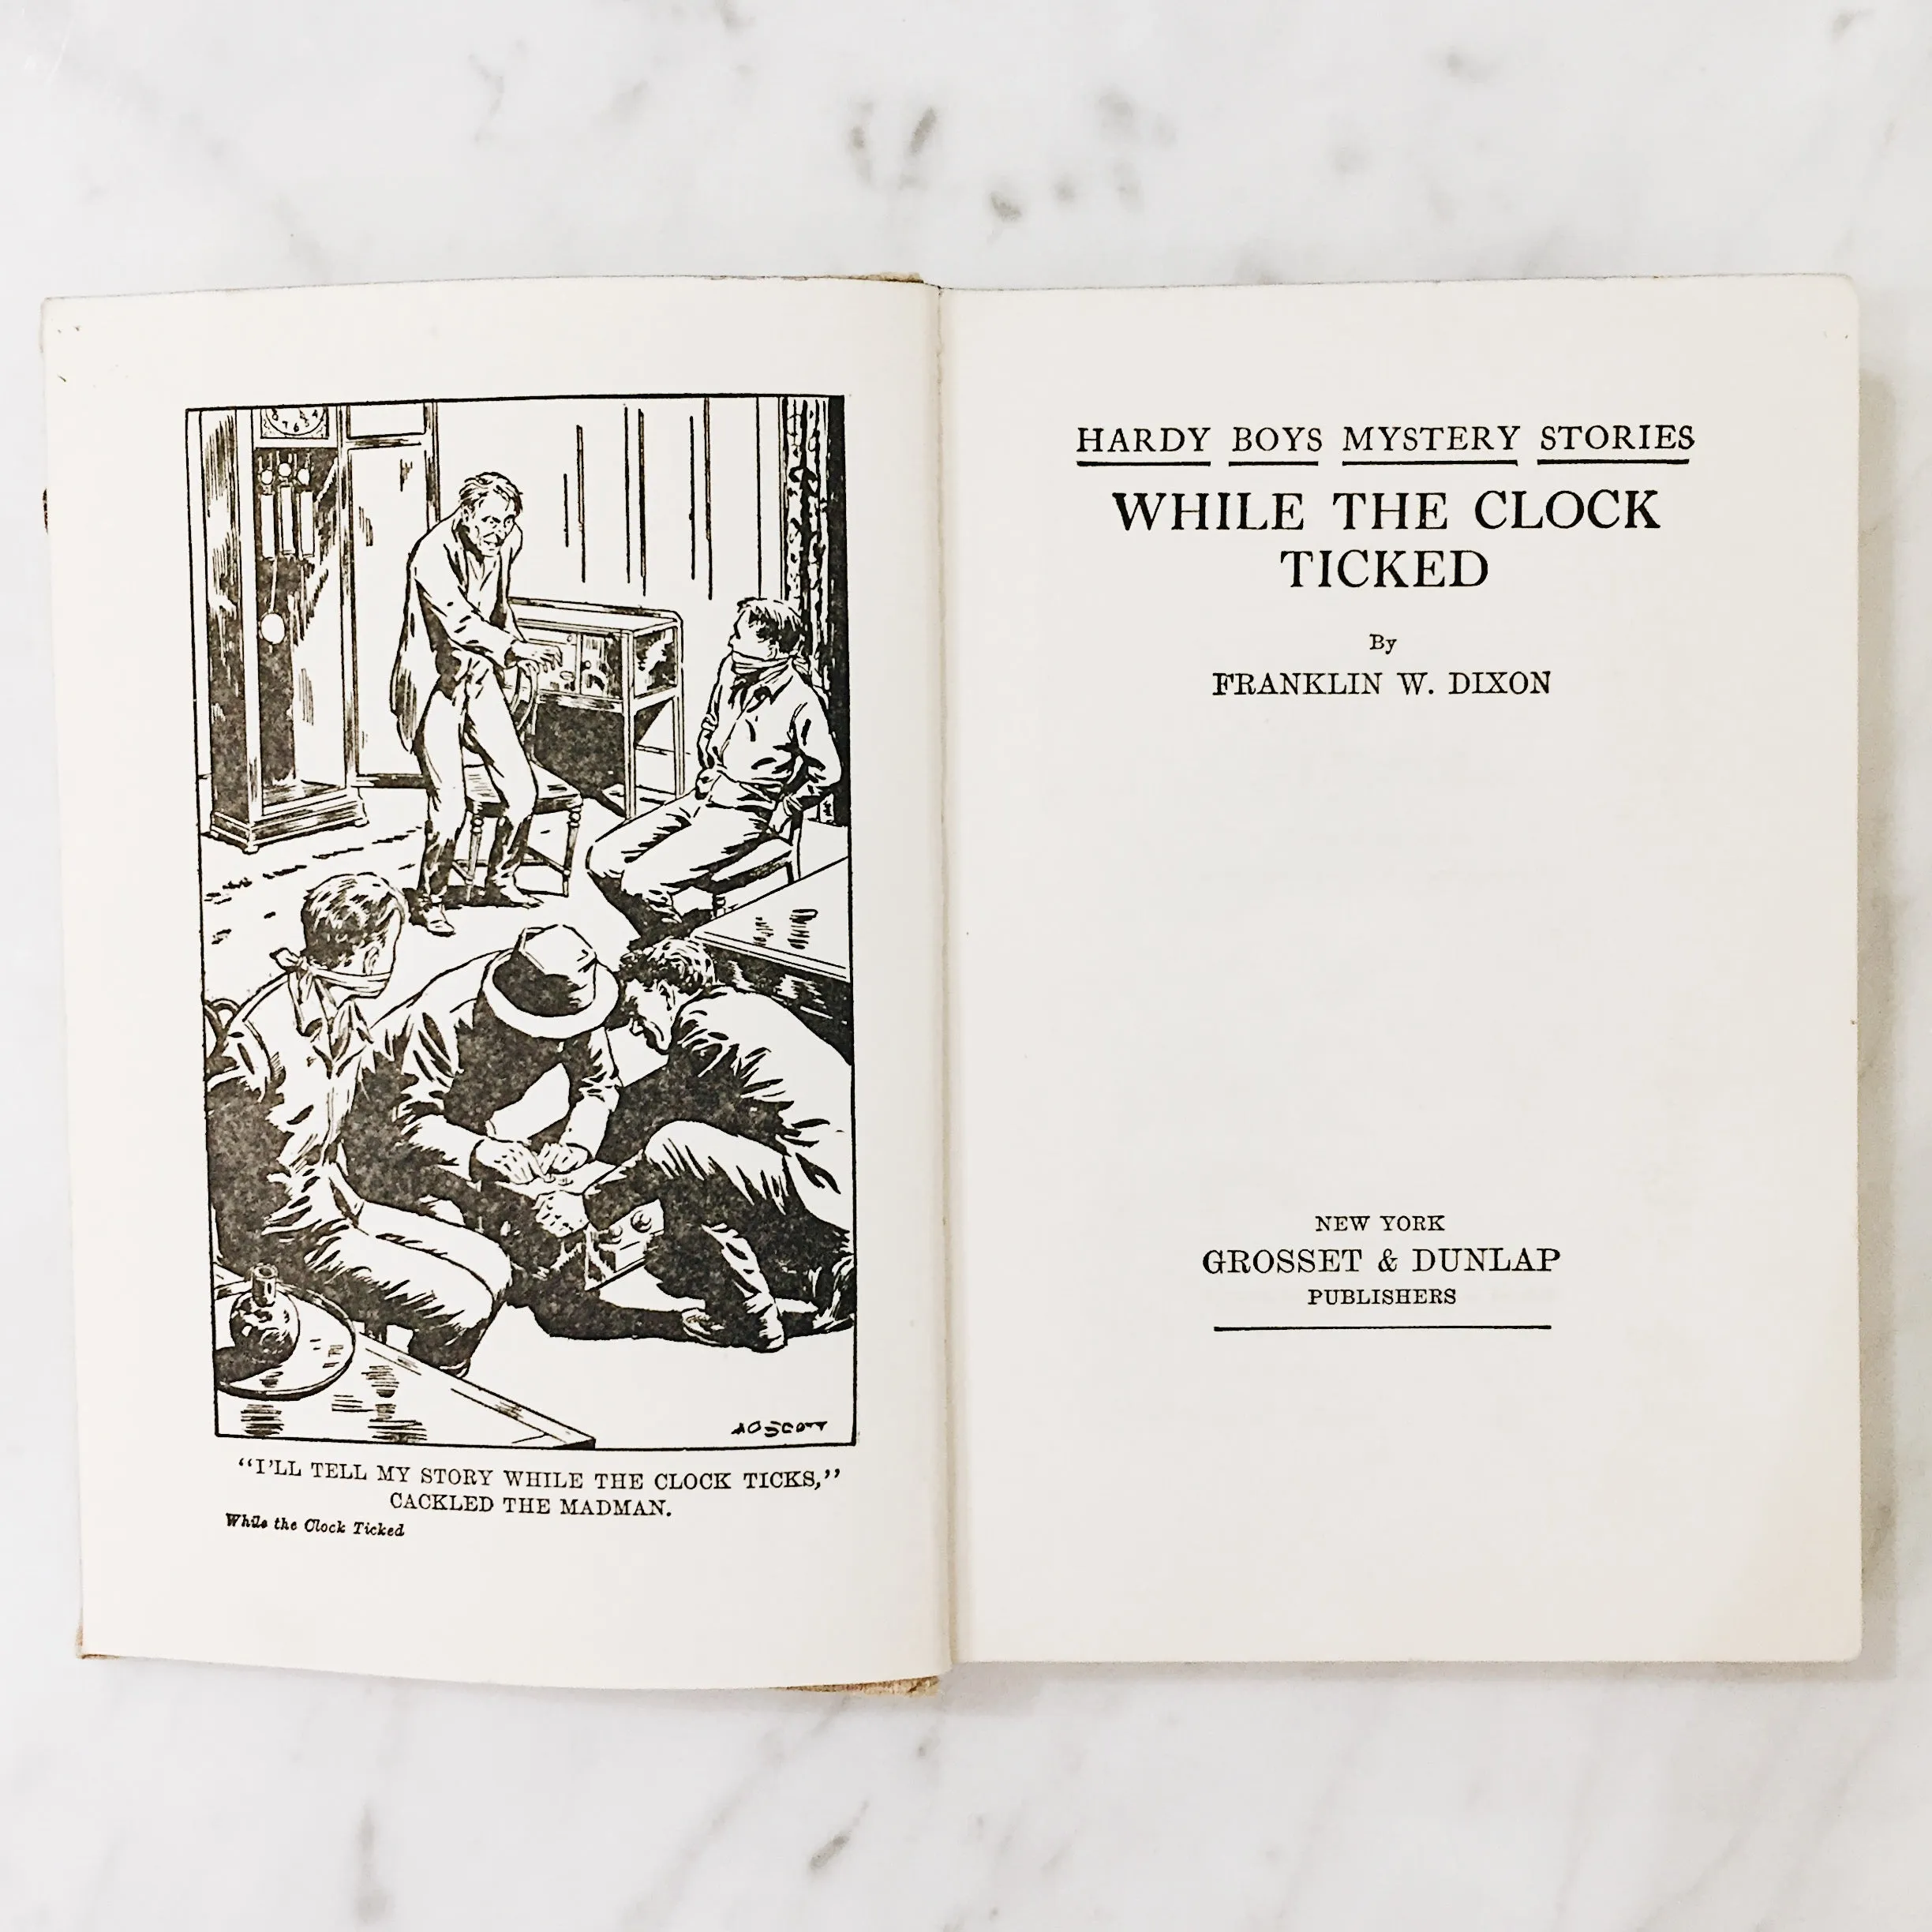 A O SCOTT
“I’LL TELL MY STORY WHILE THE CLOCK TICKS,”
CACKLED THE MADMAN.
While the Clock Ticked
HARDY BOYS MYSTERY STORIES
WHILE THE CLOCK
TICKED
By
FRANKLIN W. DIXON
NEW YORK
GROSSET & DUNLAP
PUBLISHERS